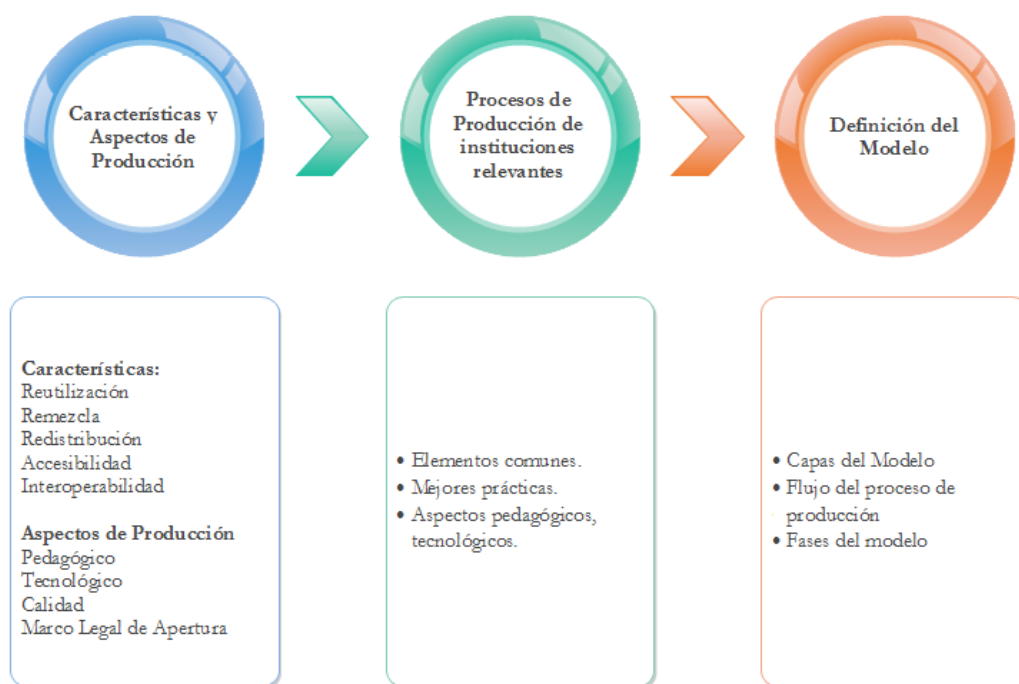 Característícas y
Aspectos de
Producción
Procesos de
Producción de
instituciones
relevantes
Definición del
Modelo
Características:
Reutilización
Remezcla
Redistribución
Accesibilidad
Interoperabilidad
Aspectos de Producción
Pedagógico
Tecnológico
Calidad
Marco Legal de Apertura
• Elementos comunes.
• Mejores prácticas.
• Aspectos pedagógicos,
tecnológicos.
• Capas del Modelo
• Flujo del proceso de
producción
• Fases del modelo